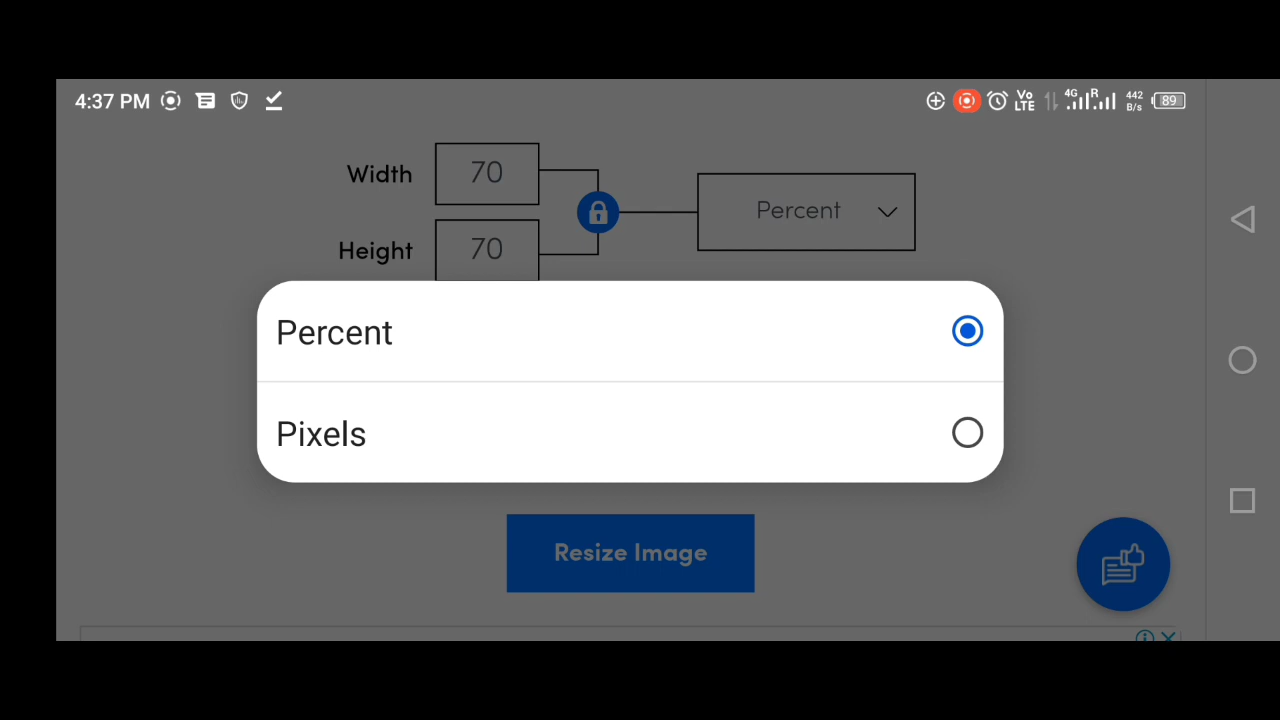 4:37 PM Vo LTE 4G R 442 B/s 89
Width 70
Percent
Height 70
Percent
Pixels
Resize Image